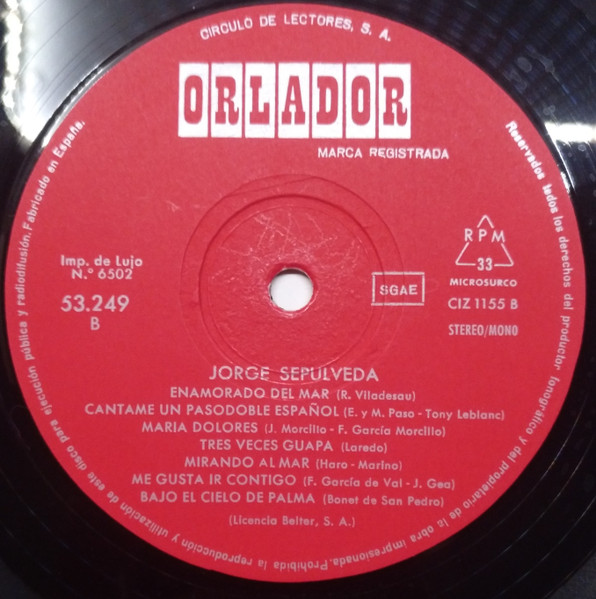 CIRCULO DE LECTORES, S. A.
ORLADOR
MARCA REGISTRADA
Imp. de Lujo
N.º 6502
53.249
B
SGAE
RPM
33
MICROSURCO
CIZ 1155 B
STEREO/MONO
JORGE SEPULVEDA
ENAMORADO DEL MAR (R. Viladesau)
CANTAME UN PASODOBLE ESPAÑOL (E. y M. Paso - Tony Leblanc)
MARIA DOLORES (J. Morcillo - F. García Morcillo)
TRES VECES GUAPA (Laredo)
MIRANDO AL MAR (Haro - Marino)
ME GUSTA IR CONTIGO (F. García de Val - J. Gea)
BAJO EL CIELO DE PALMA (Bonet de San Pedro)
(Licencia Belter, S. A.)
Reservados todos los derechos del productor fonográfico y del propietario de la obra impresionada. Prohibida la reproducción y utilización de este disco para ejecución pública y radiodifusión. Fabricado en España.